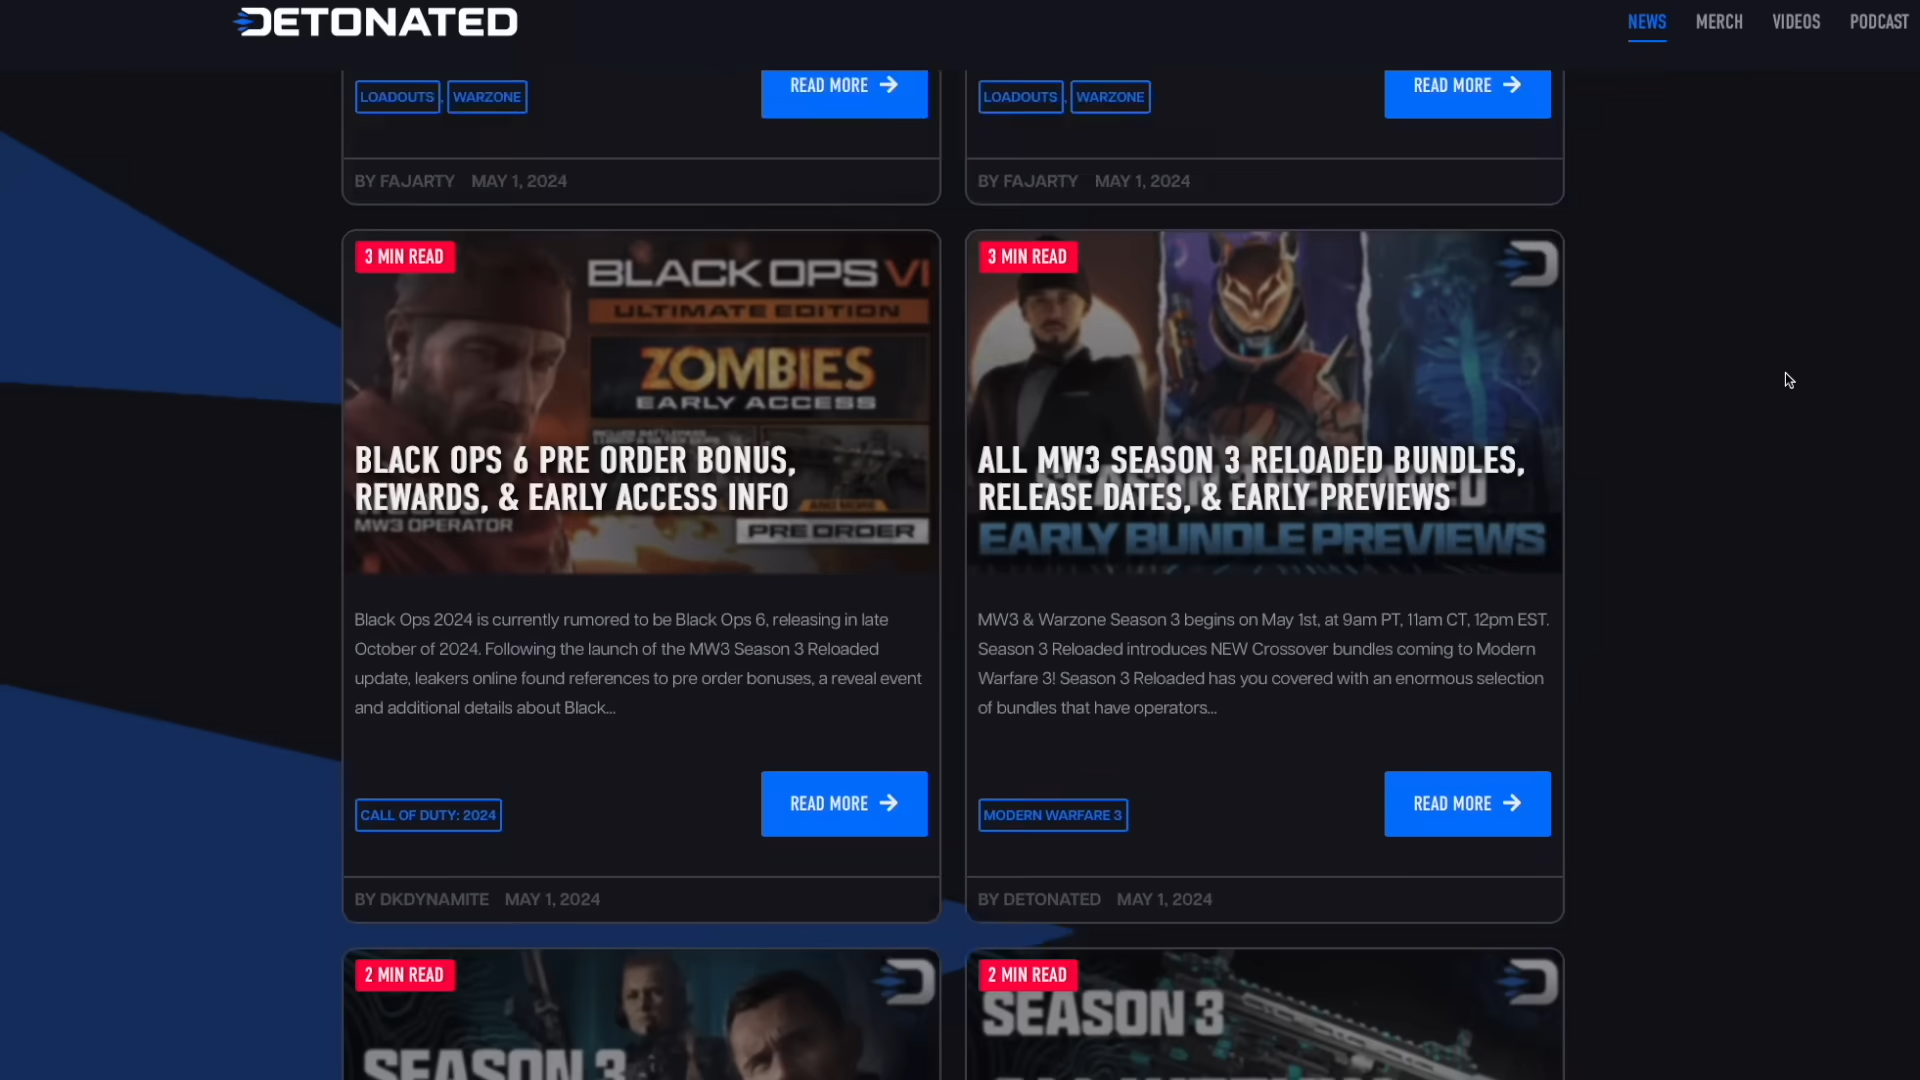 DETONATED
NEWS MERCH VIDEOS PODCAST
LOADOUTS , WARZONE
READ MORE →
BY FAJARTY MAY 1, 2024
LOADOUTS , WARZONE
READ MORE →
BY FAJARTY MAY 1, 2024
3 MIN READ
BLACK OPS VI
ULTIMATE EDITION
ZOMBIES
EARLY ACCESS
BLACK OPS 6 PRE ORDER BONUS,
REWARDS, & EARLY ACCESS INFO
AND MORE
MW3 OPERATOR
PRE ORDER
Black Ops 2024 is currently rumored to be Black Ops 6, releasing in late
October of 2024. Following the launch of the MW3 Season 3 Reloaded
update, leakers online found references to pre order bonuses, a reveal event
and additional details about Black...
CALL OF DUTY: 2024
READ MORE →
BY DKDYNAMITE MAY 1, 2024
3 MIN READ
ALL MW3 SEASON 3 RELOADED BUNDLES,
RELEASE DATES, & EARLY PREVIEWS
EARLY BUNDLE PREVIEWS
MW3 & Warzone Season 3 begins on May 1st, at 9am PT, 11am CT, 12pm EST.
Season 3 Reloaded introduces NEW Crossover bundles coming to Modern
Warfare 3! Season 3 Reloaded has you covered with an enormous selection
of bundles that have operators...
MODERN WARFARE 3
READ MORE →
BY DETONATED MAY 1, 2024
2 MIN READ
SEASON 3
2 MIN READ
SEASON 3